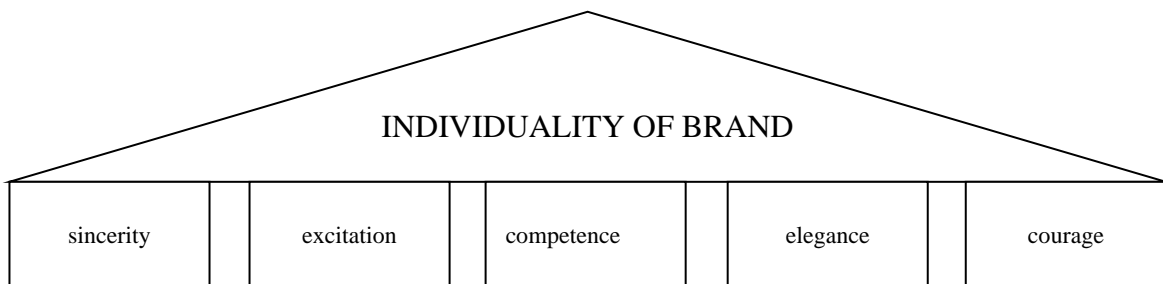 INDIVIDUALITY OF BRAND
sincerity excitation competence elegance courage